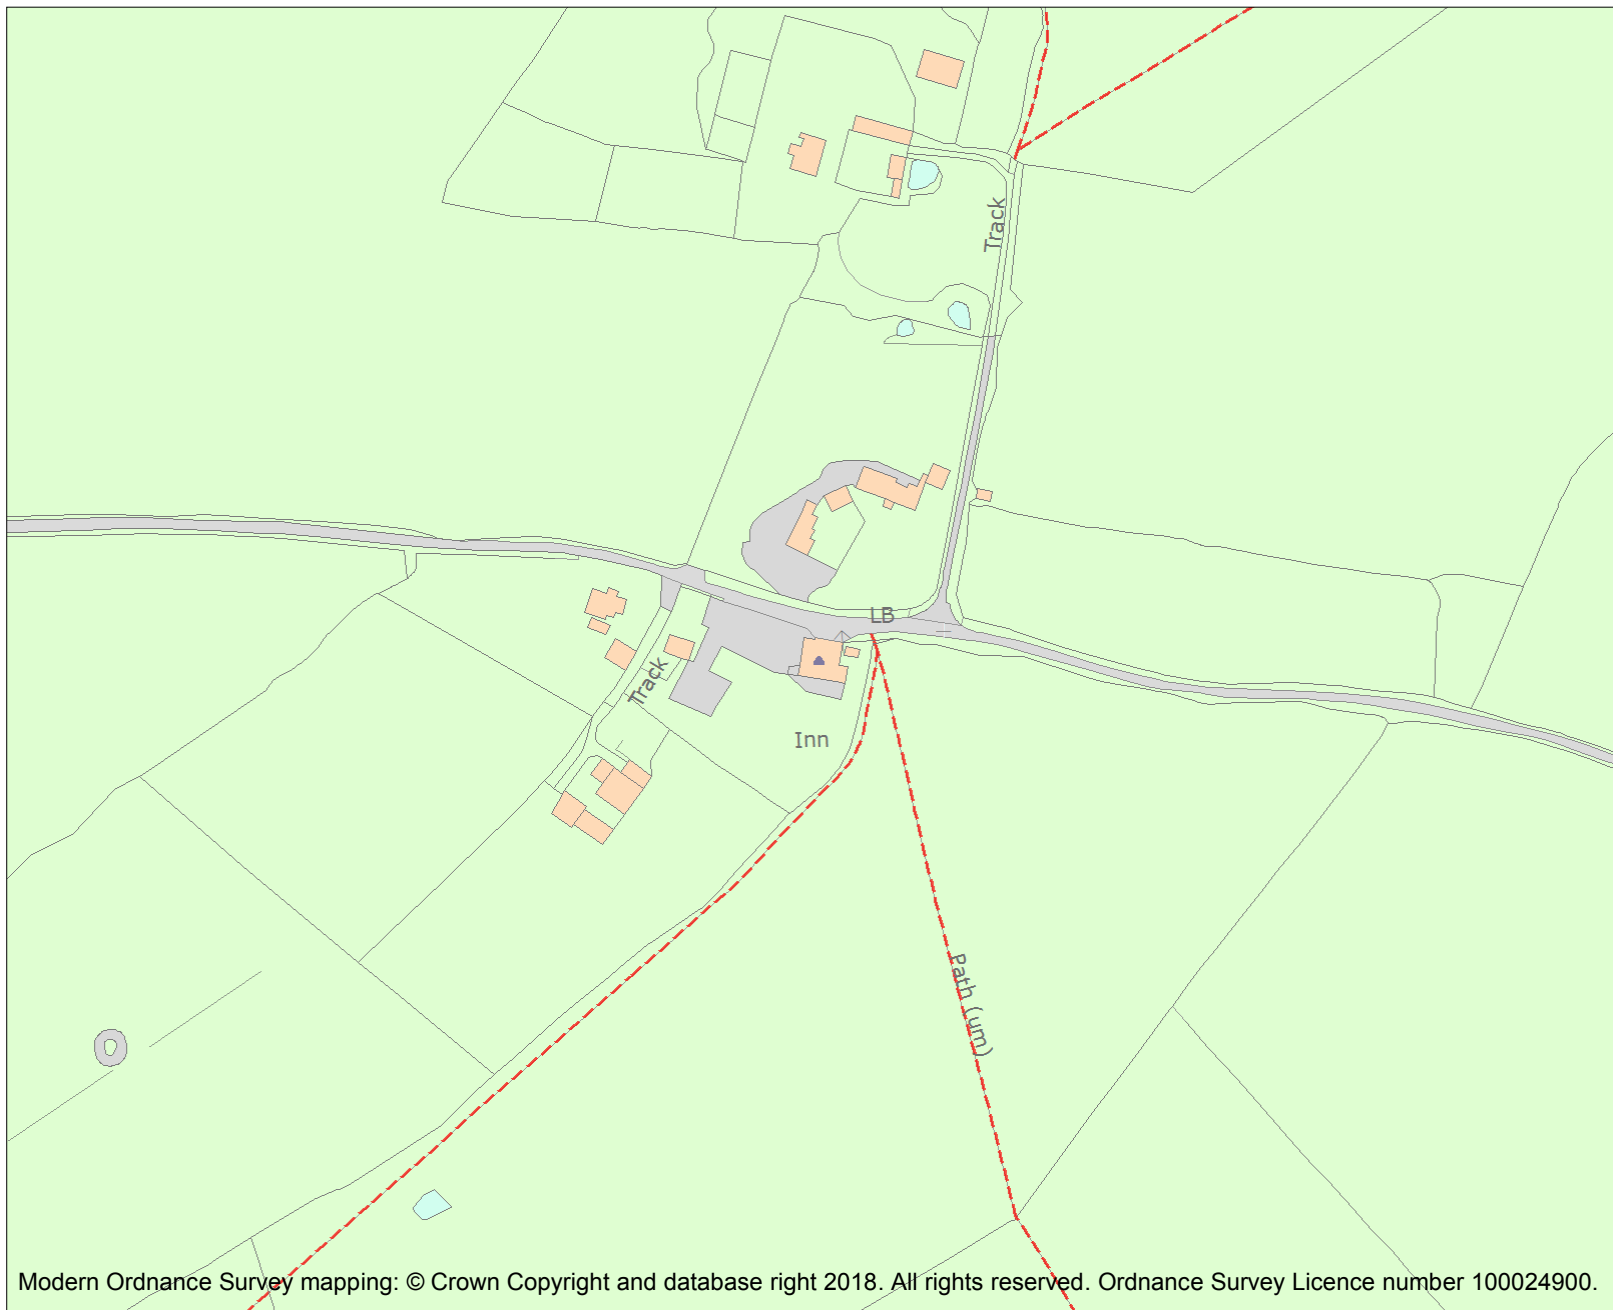 Track
LB
Track
Inn
Path (um)
Modern Ordnance Survey mapping: © Crown Copyright and database right 2018. All rights reserved. Ordnance Survey Licence number 100024900.